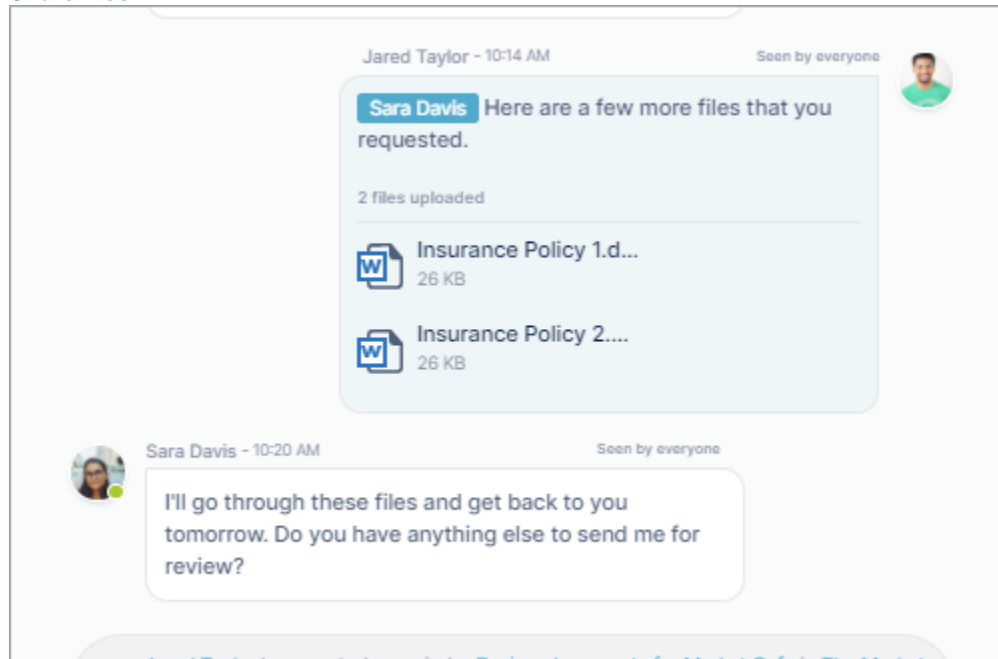 Jared Taylor - 10:14 AM Seen by everyone
Sara Davis Here are a few more files that you
requested.
2 files uploaded
Insurance Policy 1.d...
26 KB
Insurance Policy 2....
26 KB
Sara Davis - 10:20 AM Seen by everyone
I'll go through these files and get back to you
tomorrow. Do you have anything else to send me for
review?